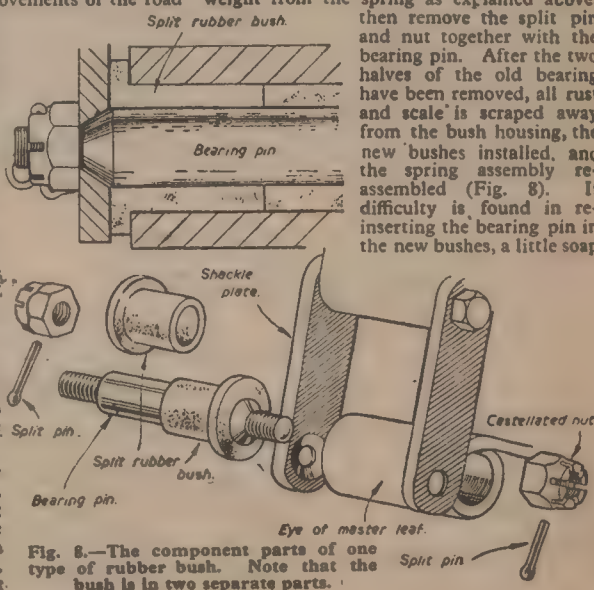 weight from the spring as explained above,
then remove the split pin
and nut together with the
bearing pin. After the two
halves of the old bearing
have been removed, all rust
and scale is scraped away
from the bush housing, the
new bushes installed, and
the spring assembly re-
assembled (Fig. 8). If
difficulty is found in re-
inserting the bearing pin in
the new bushes, a little soap
of the road
Split rubber bush.
Bearing pin
Shackle
plate.
Castellated nut
Split pin.
Split rubber
bush.
Bearing pin.
Eye of master leaf.
Split pin
Fig. 8.—The component parts of one
type of rubber bush. Note that the
bush is in two separate parts.